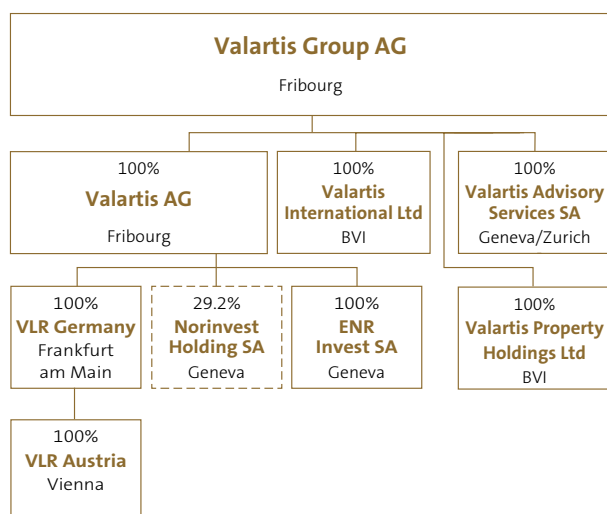 Valartis Group AG
Fribourg
100%
Valartis AG
Fribourg
100%
Valartis
International Ltd
BVI
100%
Valartis Advisory
Services SA
Geneva/Zurich
100%
VLR Germany
Frankfurt
am Main
29.2%
Norinvest
Holding SA
Geneva
100%
ENR
Invest SA
Geneva
100%
Valartis Property
Holdings Ltd
BVI
100%
VLR Austria
Vienna